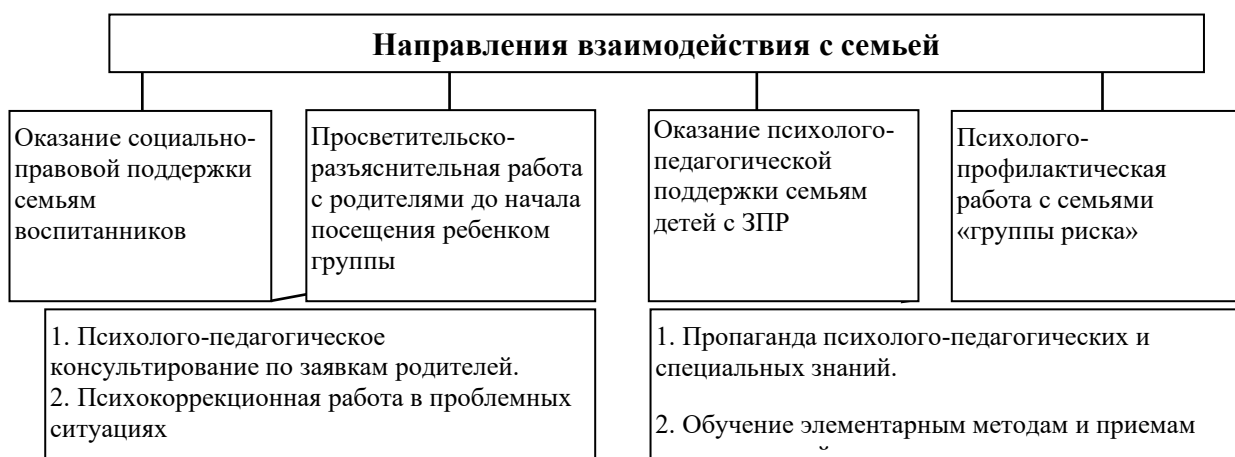 Направления взаимодействия с семьей
Оказание социально-
правовой поддержки
семьям
воспитанников
Просветительско-
разъяснительная работа
с родителями до начала
посещения ребенком
группы
Оказание психолого-
педагогической
поддержки семьям
детей с ЗПР
Психолого-
профилактическая
работа с семьями
«группы риска»
1. Психолого-педагогическое
консультирование по заявкам родителей.
2. Психокоррекционная работа в проблемных
ситуациях
1. Пропаганда психолого-педагогических и
специальных знаний.
2. Обучение элементарным методам и приемам